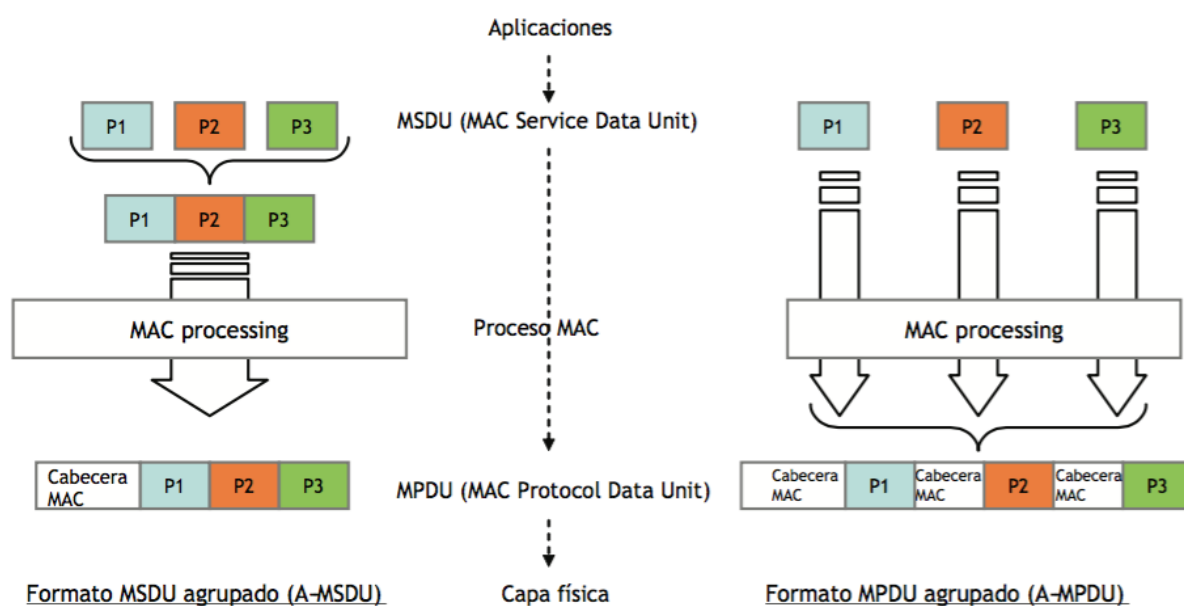 Aplicaciones
P1 P2 P3
MSDU (MAC Service Data Unit)
P1 P2 P3
P1 P2 P3
MAC processing
Proceso MAC
MAC processing
Cabecera
MAC
P1 P2 P3
MPDU (MAC Protocol Data Unit)
Cabecera
MAC
P1
Cabecera
MAC
P2
Cabecera
MAC
P3
Formato MSDU agrupado (A-MSDU)
Capa física
Formato MPDU agrupado (A-MPDU)